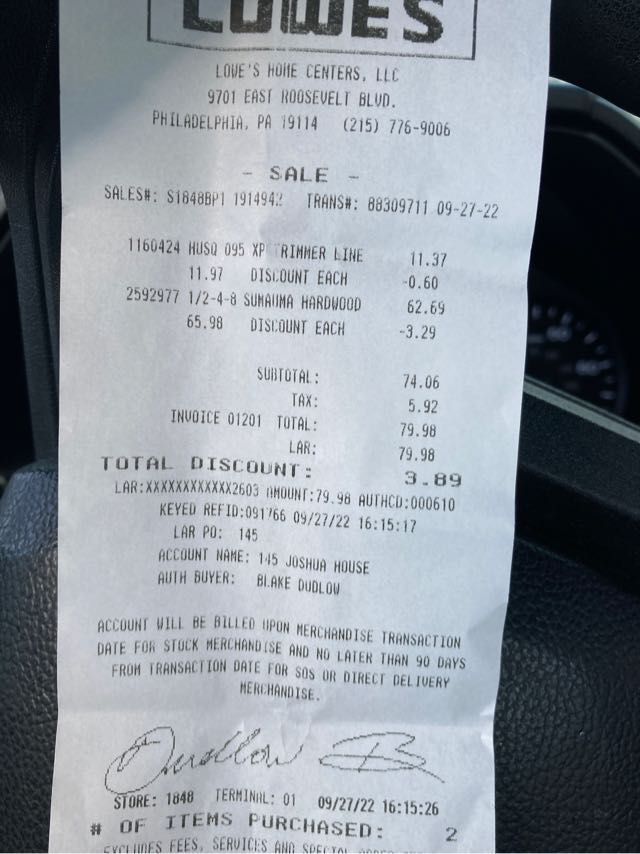 LOWE'S
LOWE'S HOME CENTERS, LLC
9701 EAST ROOSEVELT BLVD.
PHILADELPHIA, PA 19114 (215) 776-9006
- SALE -
SALES#: S1848BP1 1914942 TRANS#: 88309711 09-27-22
1160424 HUSQ 095 XP TRIMMER LINE 11.37
11.97 DISCOUNT EACH -0.60
2592977 1/2-4-8 SUMAUMA HARDWOOD 62.69
65.98 DISCOUNT EACH -3.29
SUBTOTAL: 74.06
TAX: 5.92
INVOICE 01201 TOTAL: 79.98
LAR: 79.98
TOTAL DISCOUNT: 3.89
LAR:XXXXXXXXXXXX2603 AMOUNT:79.98 AUTHCD:000610
KEYED REFID:091766 09/27/22 16:15:17
LAR PO: 145
ACCOUNT NAME: 145 JOSHUA HOUSE
AUTH BUYER: BLAKE DUDLOW
ACCOUNT WILL BE BILLED UPON MERCHANDISE TRANSACTION
DATE FOR STOCK MERCHANDISE AND NO LATER THAN 90 DAYS
FROM TRANSACTION DATE FOR SOS OR DIRECT DELIVERY
MERCHANDISE.
STORE: 1848 TERMINAL: 01 09/27/22 16:15:26
# OF ITEMS PURCHASED: 2
EXCLUDES FEES, SERVICES AND SPECIAL